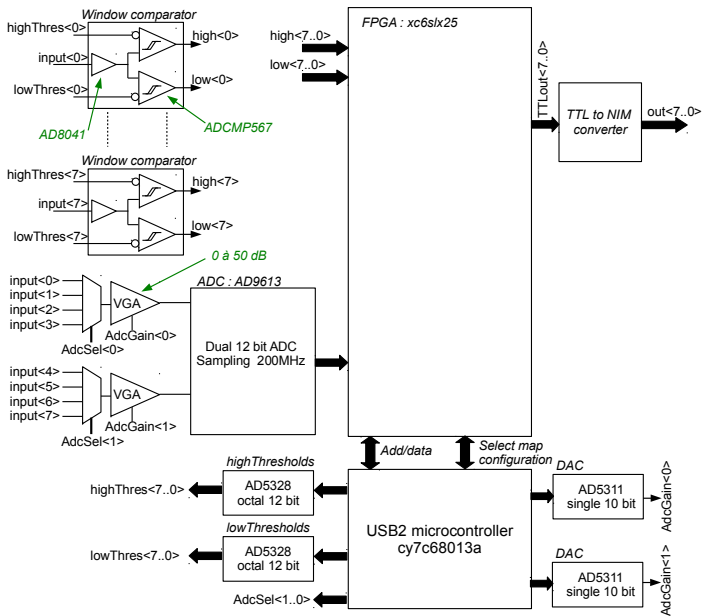 Window comparator
highThres<0>
input<0>
lowThres<0>
high<0>
low<0>
AD8041
ADCMP567
Window comparator
highThres<7>
input<7>
lowThres<7>
high<7>
low<7>
high<7..0>
low<7..0>
FPGA : xc6slx25
TTLout<7..0>
TTL to NIM
converter
out<7..0>
0 à 50 dB
input<0>
input<1>
input<2>
input<3>
VGA
AdcGain<0>
AdcSel<0>
input<4>
input<5>
input<6>
input<7>
VGA
AdcGain<1>
AdcSel<1>
ADC : AD9613
Dual 12 bit ADC
Sampling 200MHz
Add/data
Select map
configuration
highThresholds
highThres<7..0>
AD5328
octal 12 bit
lowThresholds
lowThres<7..0>
AD5328
octal 12 bit
AdcSel<1..0>
USB2 microcontroller
cy7c68013a
DAC
AD5311
single 10 bit
AdcGain<0>
DAC
AD5311
single 10 bit
AdcGain<1>